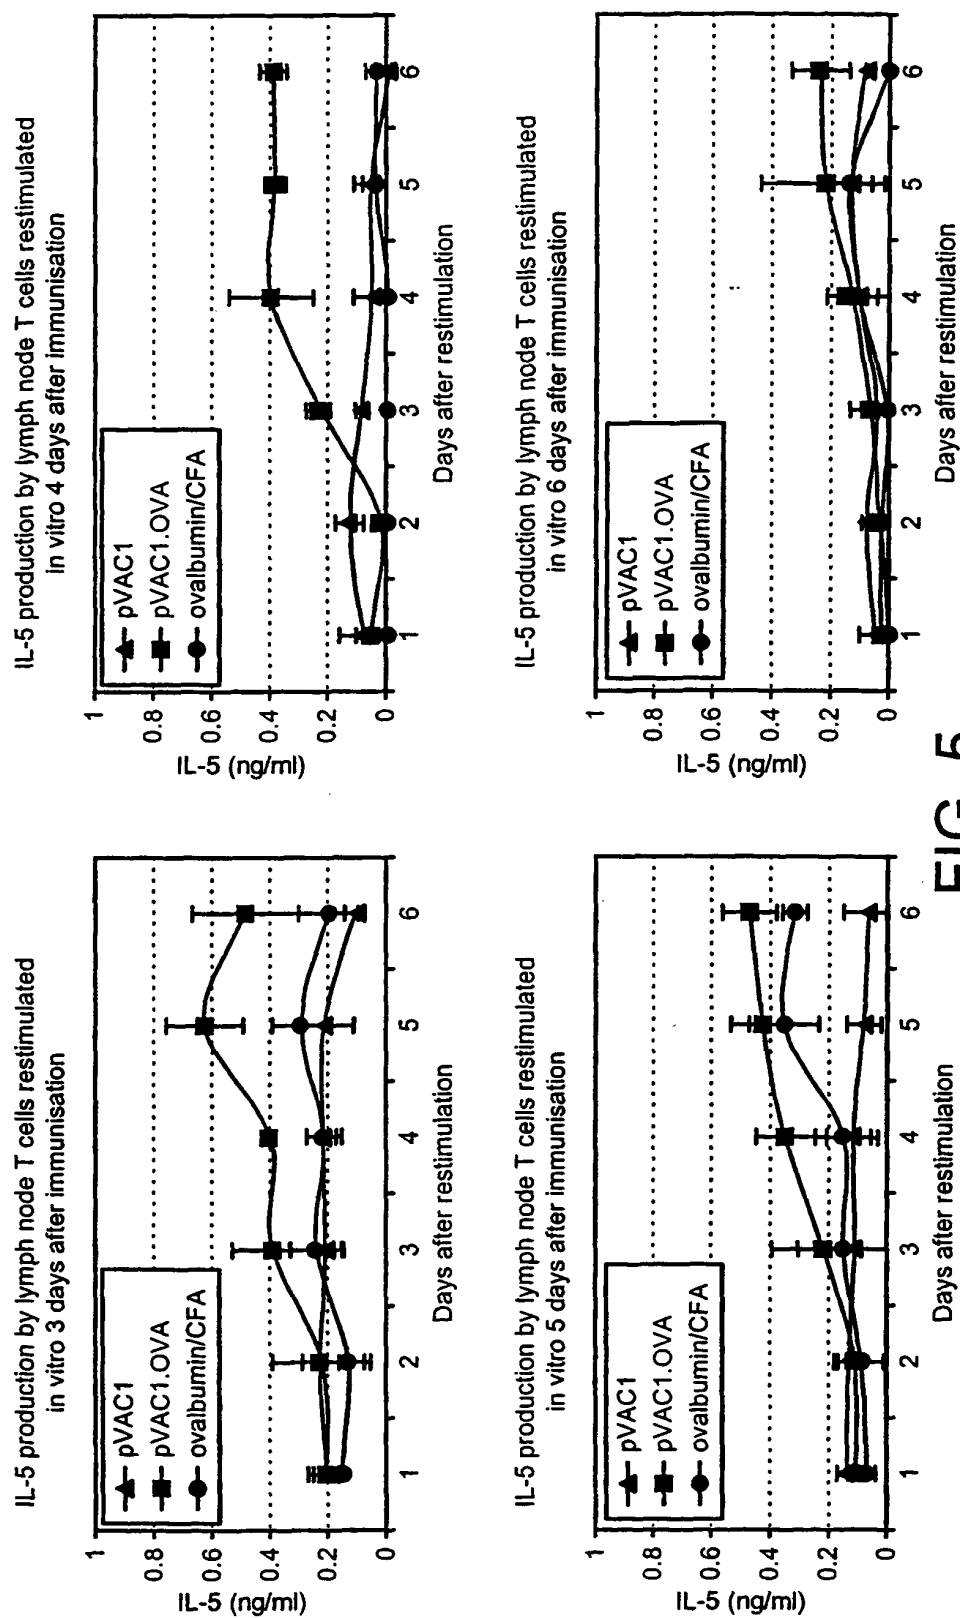 IL-5 production by lymph node T cells restimulated
in vitro 3 days after immunisation
1
0.8
0.6
0.4
0.2
0
IL-5 (ng/ml)
pVAC1
pVAC1.OVA
ovalbumin/CFA
1 2 3 4 5 6
Days after restimulation
IL-5 production by lymph node T cells restimulated
in vitro 4 days after immunisation
1
0.8
0.6
0.4
0.2
0
IL-5 (ng/ml)
pVAC1
pVAC1.OVA
ovalbumin/CFA
1 2 3 4 5 6
Days after restimulation
IL-5 production by lymph node T cells restimulated
in vitro 5 days after immunisation
1
0.8
0.6
0.4
0.2
0
IL-5 (ng/ml)
pVAC1
pVAC1.OVA
ovalbumin/CFA
1 2 3 4 5 6
Days after restimulation
IL-5 production by lymph node T cells restimulated
in vitro 6 days after immunisation
1
0.8
0.6
0.4
0.2
0
IL-5 (ng/ml)
pVAC1
pVAC1.OVA
ovalbumin/CFA
1 2 3 4 5 6
Days after restimulation
FIG. 5